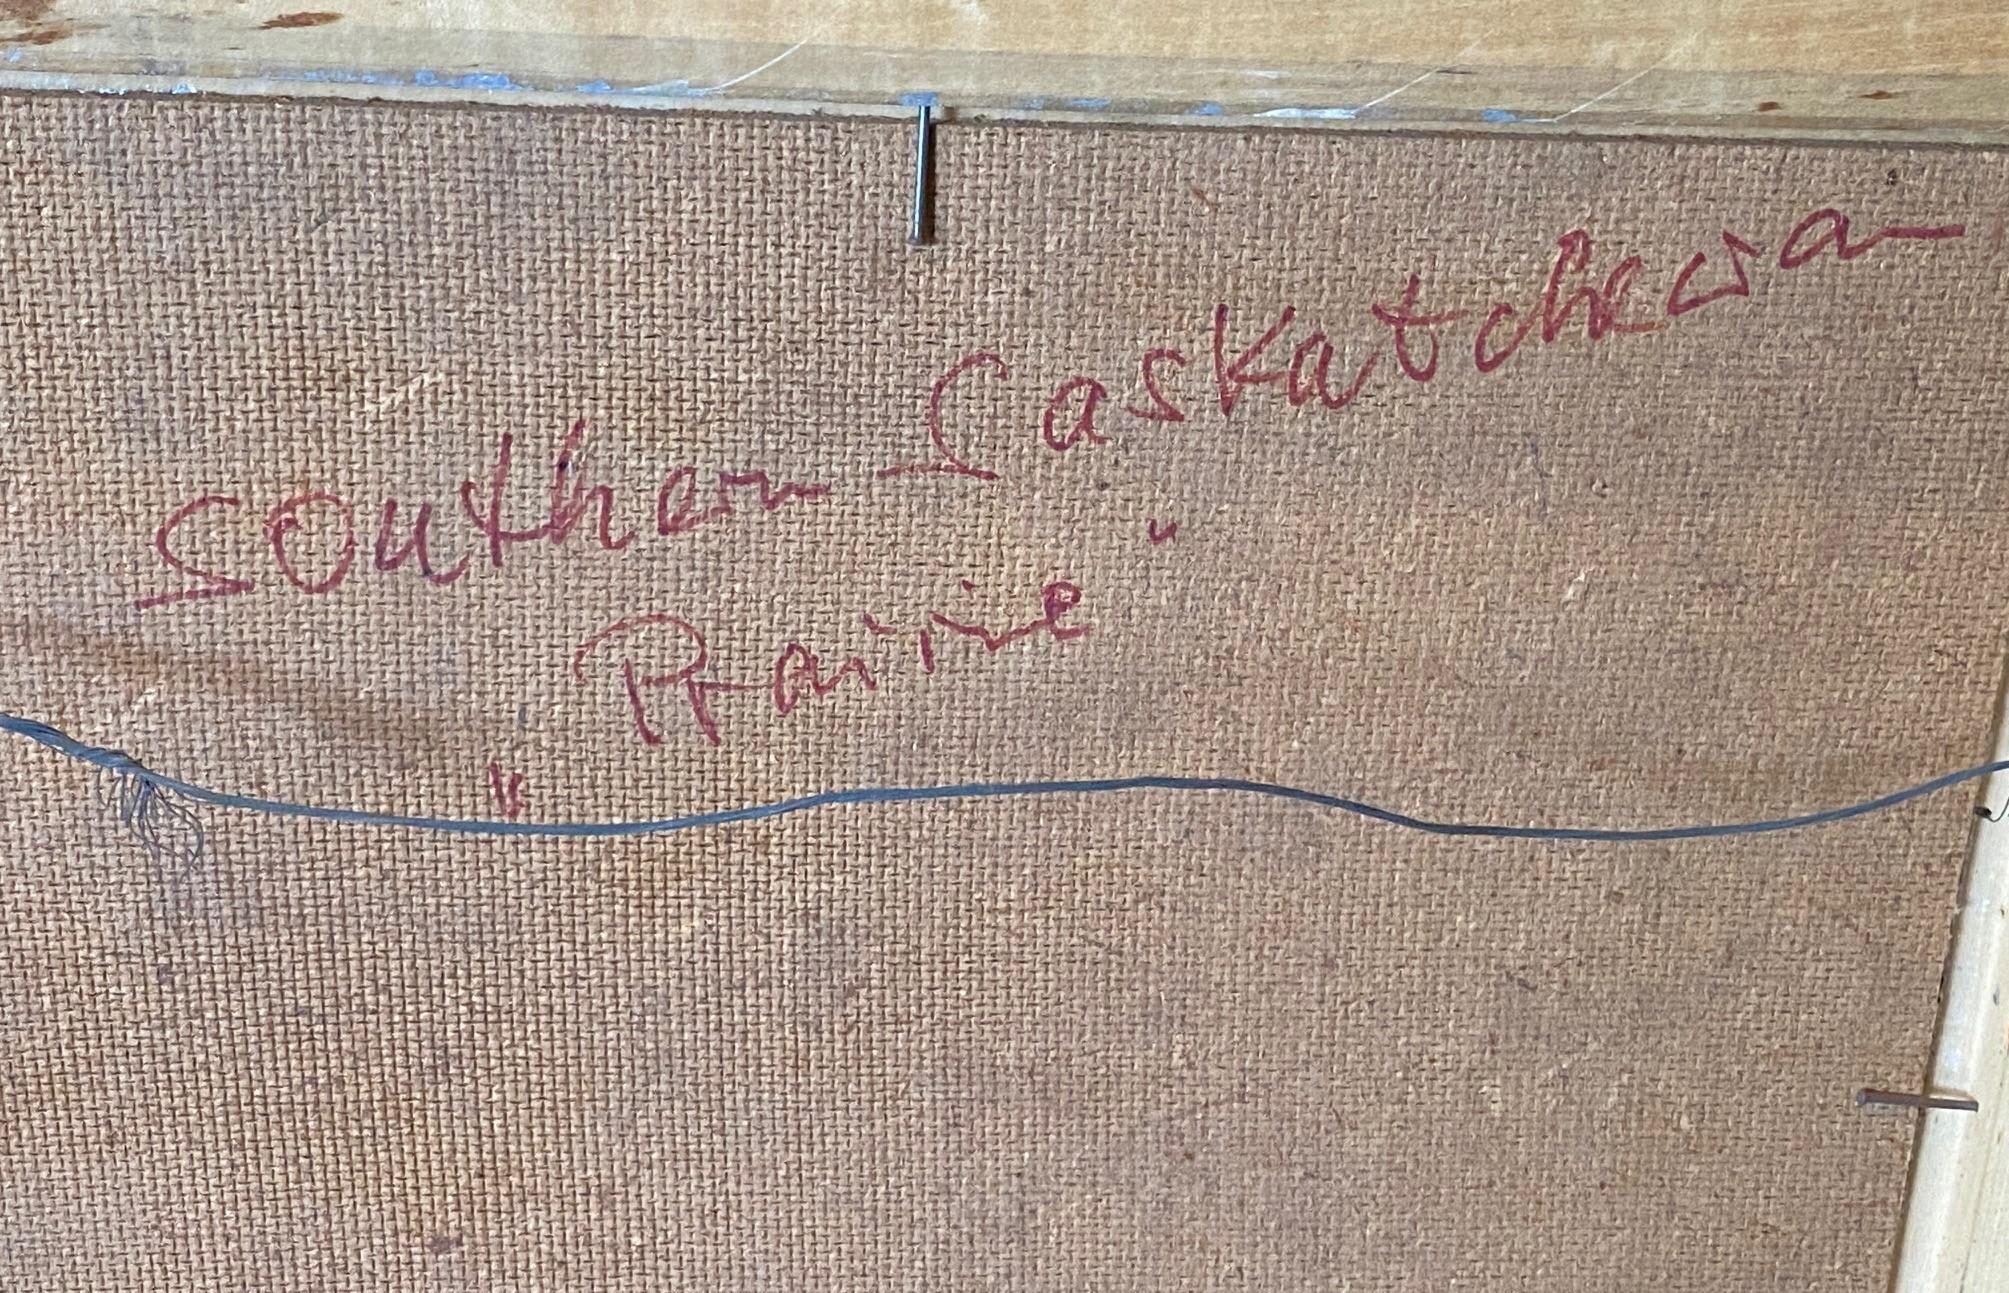 Southern Saskatchewan
"Prairie"